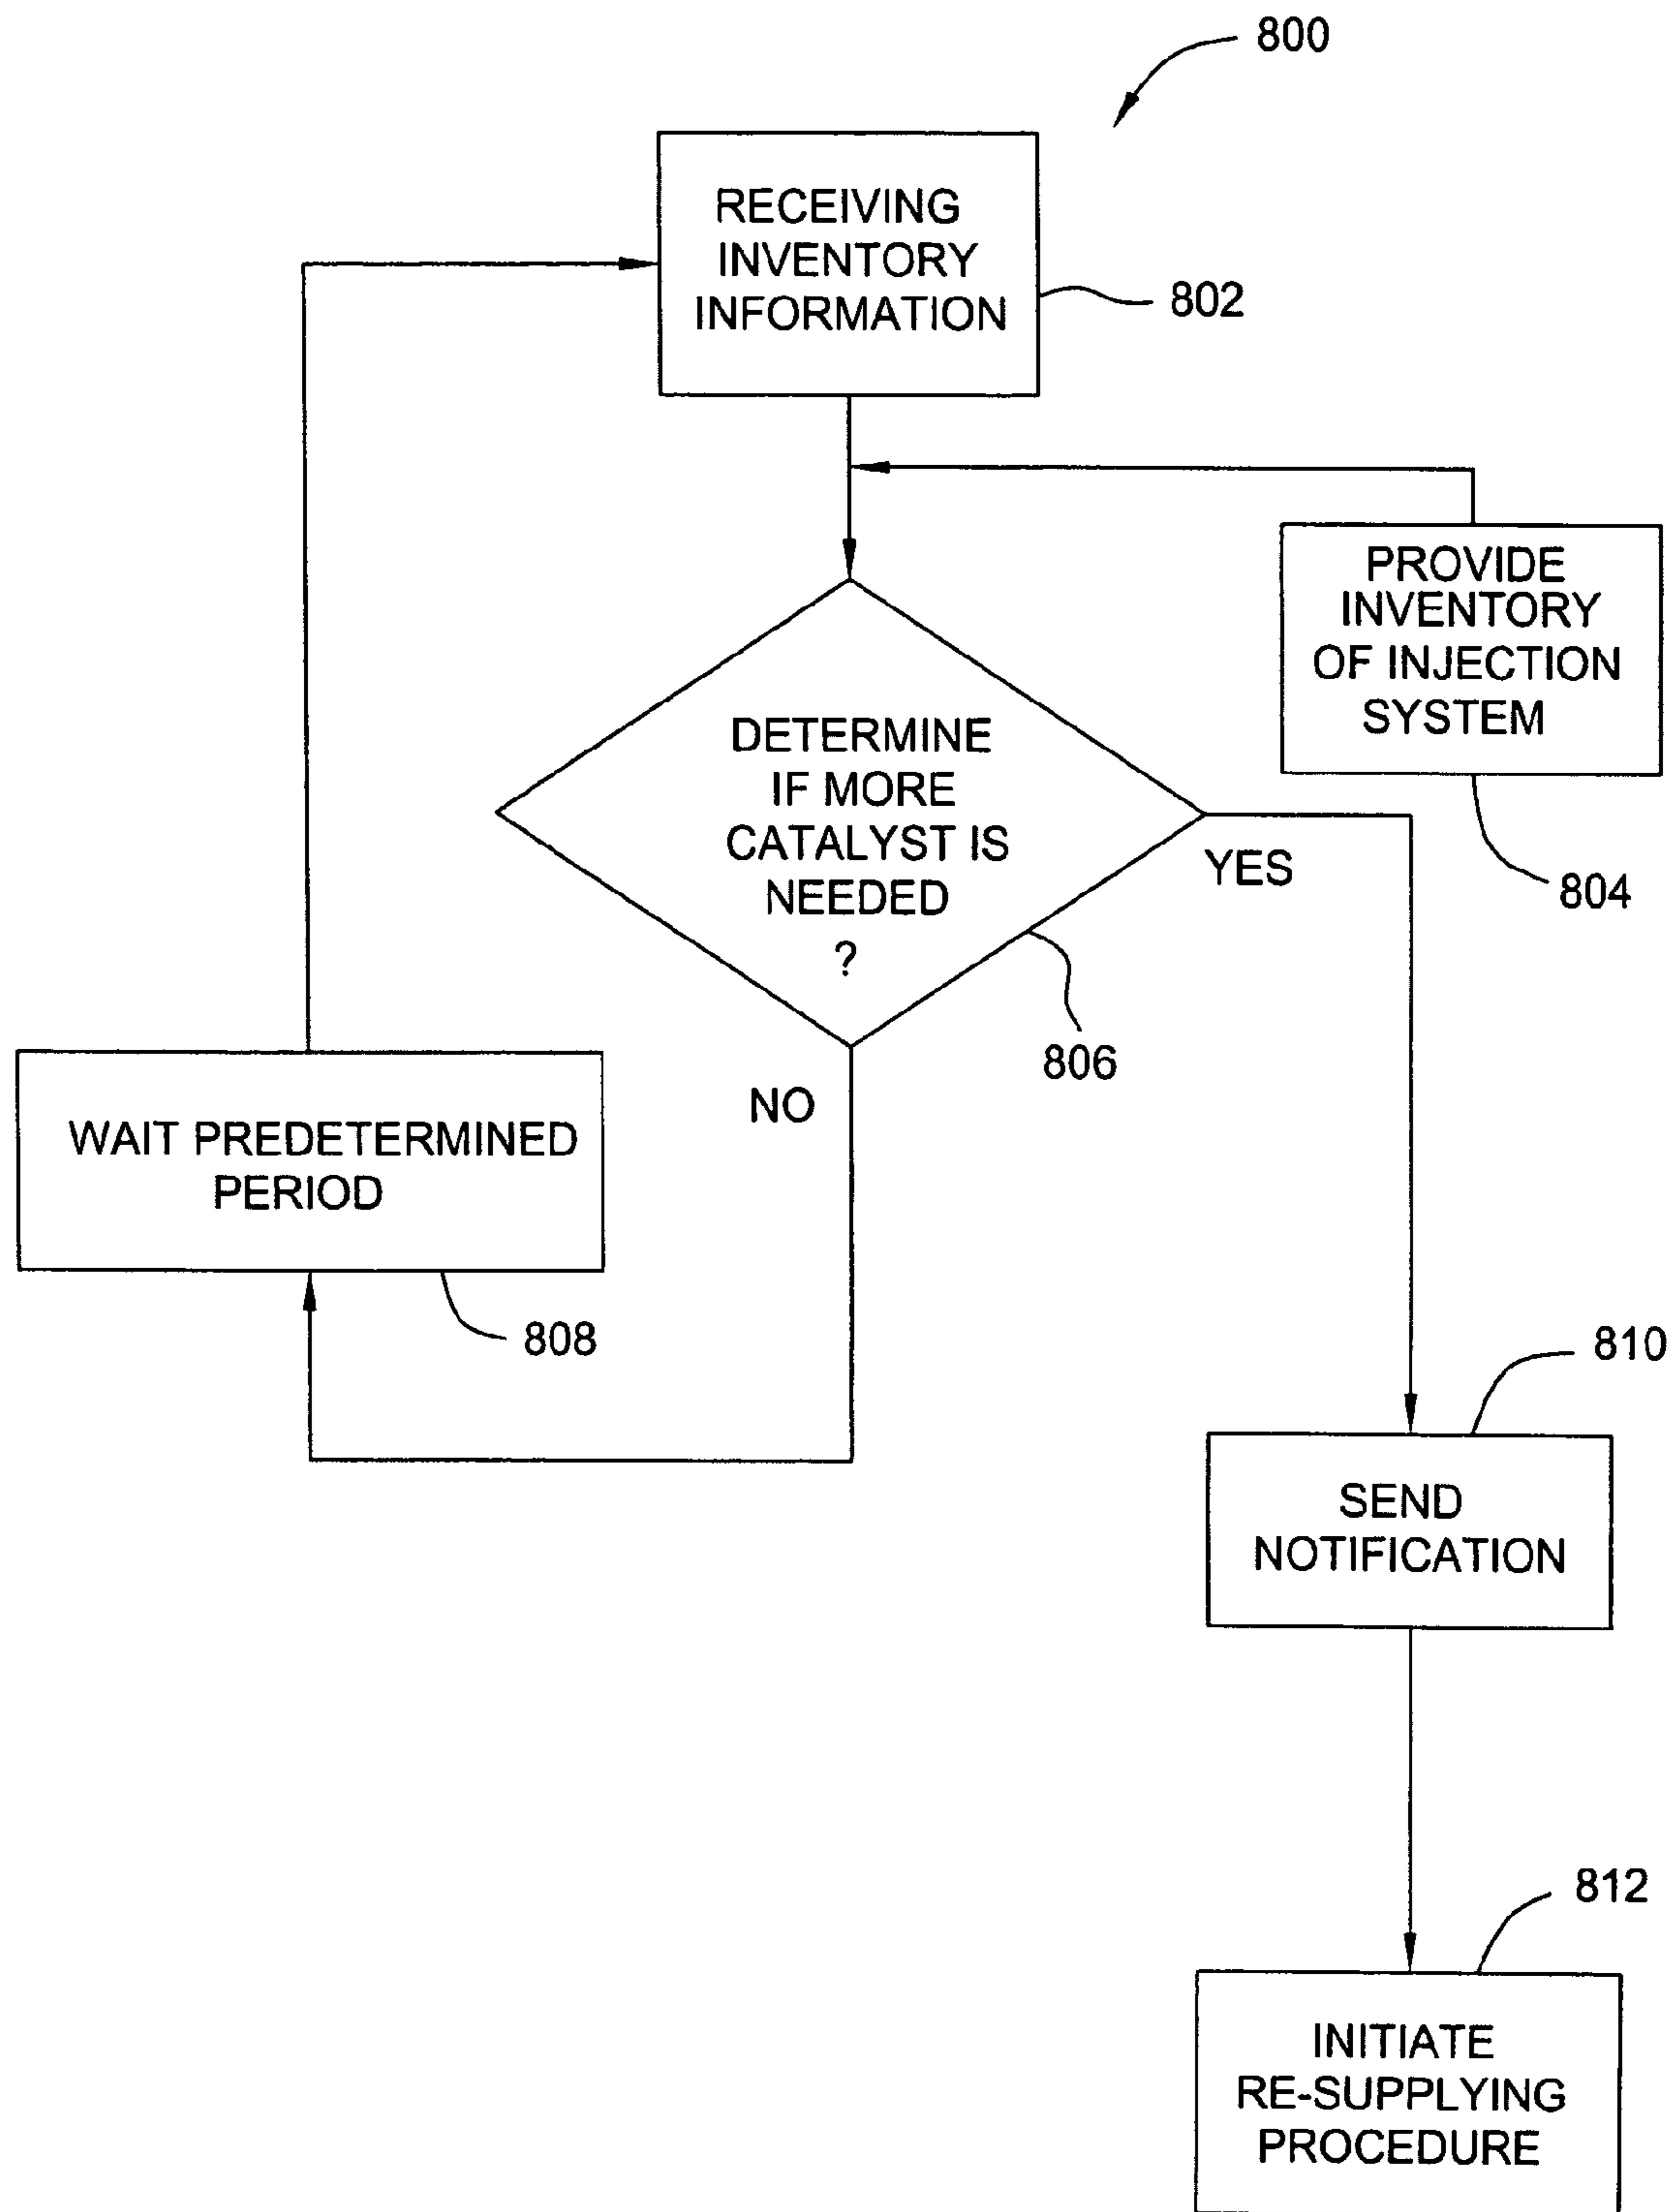 800
RECEIVING
INVENTORY
INFORMATION
802
PROVIDE
INVENTORY
OF INJECTION
SYSTEM
804
DETERMINE
IF MORE
CATALYST IS
NEEDED
?
806
YES
NO
WAIT PREDETERMINED
PERIOD
808
810
SEND
NOTIFICATION
812
INITIATE
RE-SUPPLYING
PROCEDURE